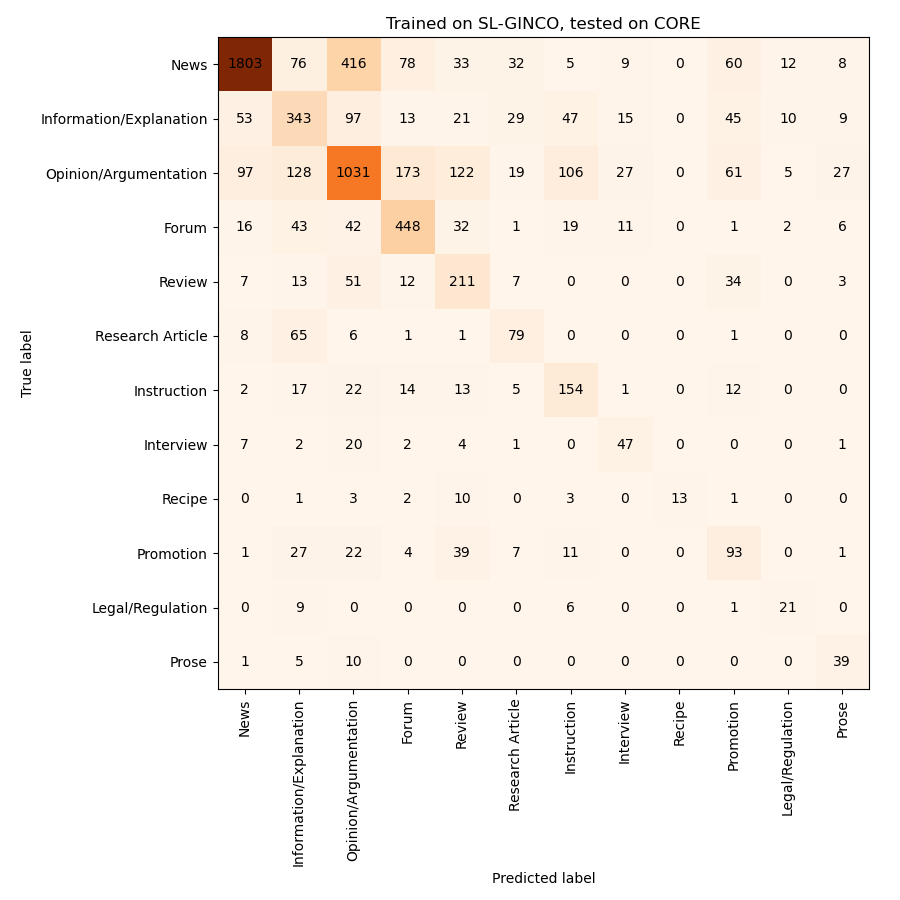 Trained on SL-GINCO, tested on CORE
News 1803 76 416 78 33 32 5 9 0 60 12 8
Information/Explanation 53 343 97 13 21 29 47 15 0 45 10 9
Opinion/Argumentation 97 128 1031 173 122 19 106 27 0 61 5 27
Forum 16 43 42 448 32 1 19 11 0 1 2 6
Review 7 13 51 12 211 7 0 0 0 34 0 3
Research Article 8 65 6 1 1 79 0 0 0 1 0 0
Instruction 2 17 22 14 13 5 154 1 0 12 0 0
Interview 7 2 20 2 4 1 0 47 0 0 0 1
Recipe 0 1 3 2 10 0 3 0 13 1 0 0
Promotion 1 27 22 4 39 7 11 0 0 93 0 1
Legal/Regulation 0 9 0 0 0 0 6 0 0 1 21 0
Prose 1 5 10 0 0 0 0 0 0 0 0 39
True label
News
Information/Explanation
Opinion/Argumentation
Forum
Review
Research Article
Instruction
Interview
Recipe
Promotion
Legal/Regulation
Prose
Predicted label